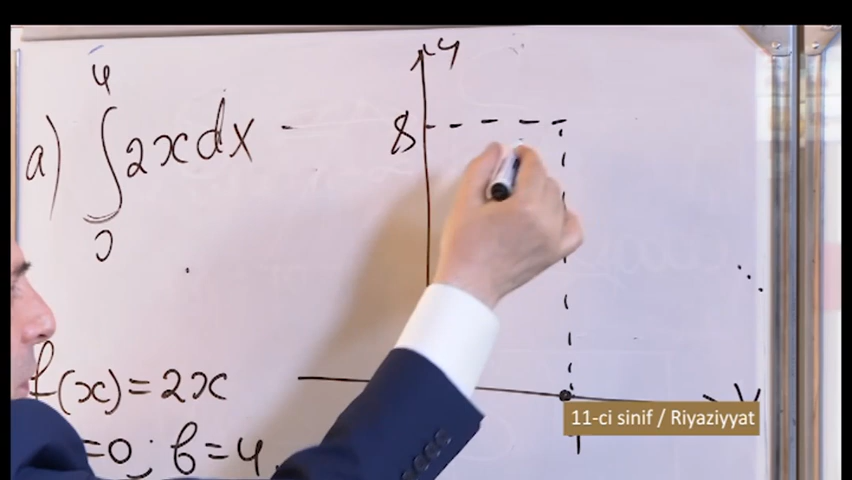 a) ∫₀⁴ 2x dx
y
8
f(x) = 2x
=0; b=4
x
11-ci sinif / Riyaziyyat